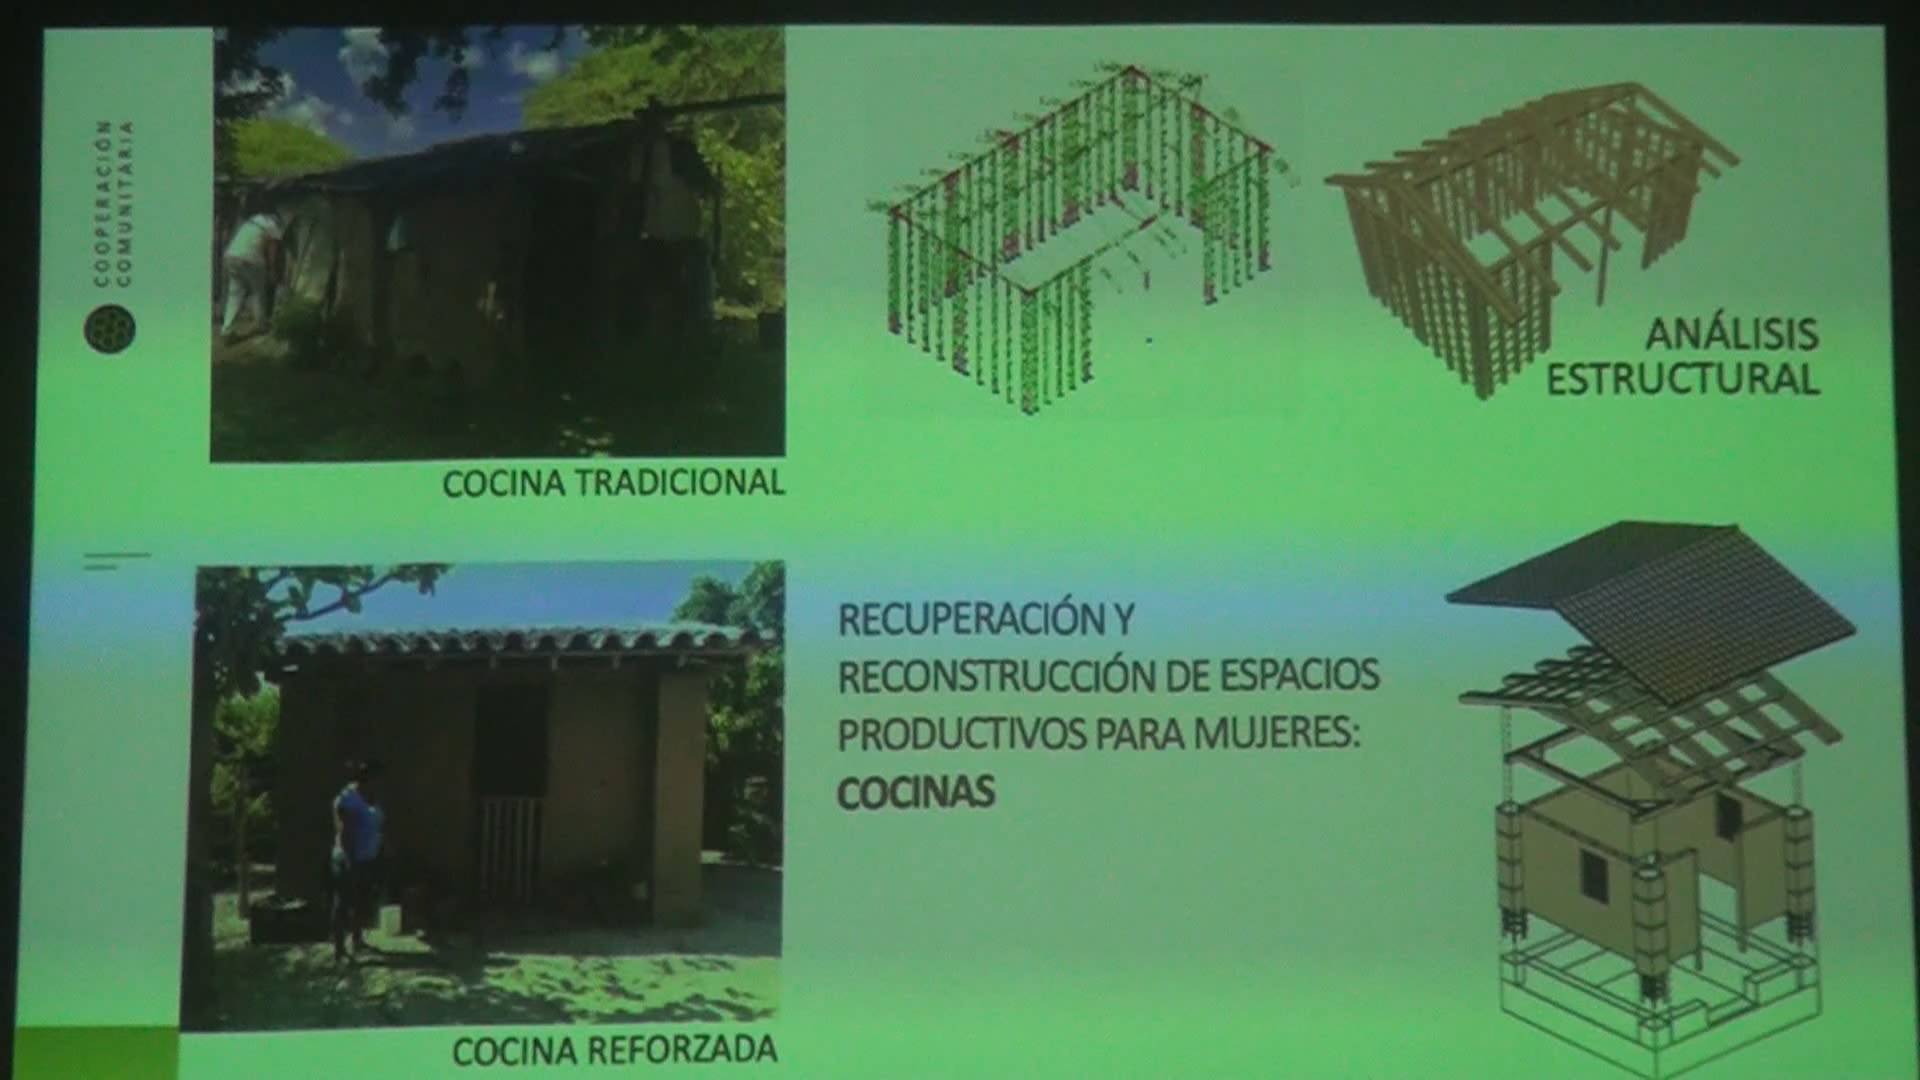 COOPERACIÓN
COMUNITARIA
COCINA TRADICIONAL
ANÁLISIS
ESTRUCTURAL
RECUPERACIÓN Y
RECONSTRUCCIÓN DE ESPACIOS
PRODUCTIVOS PARA MUJERES:
COCINAS
COCINA REFORZADA